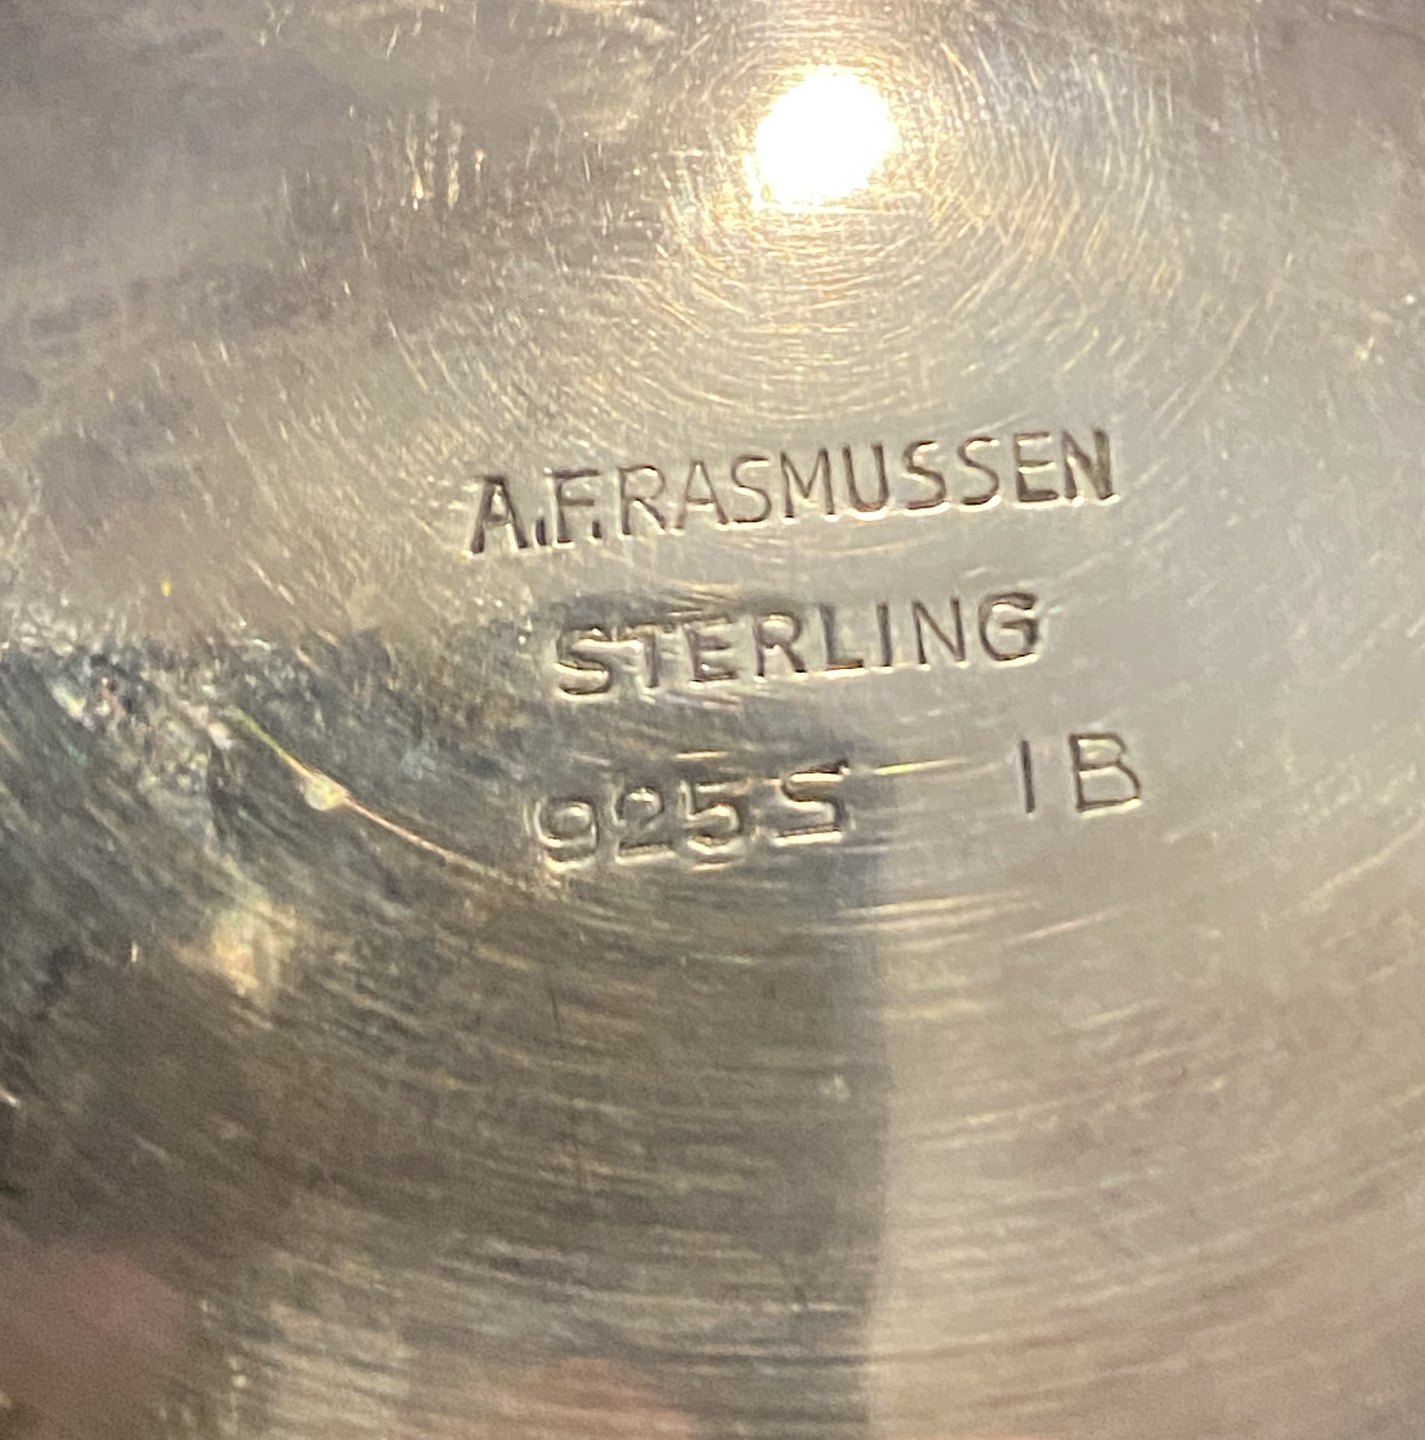 A.F.RASMUSSEN
STERLING
925S IB